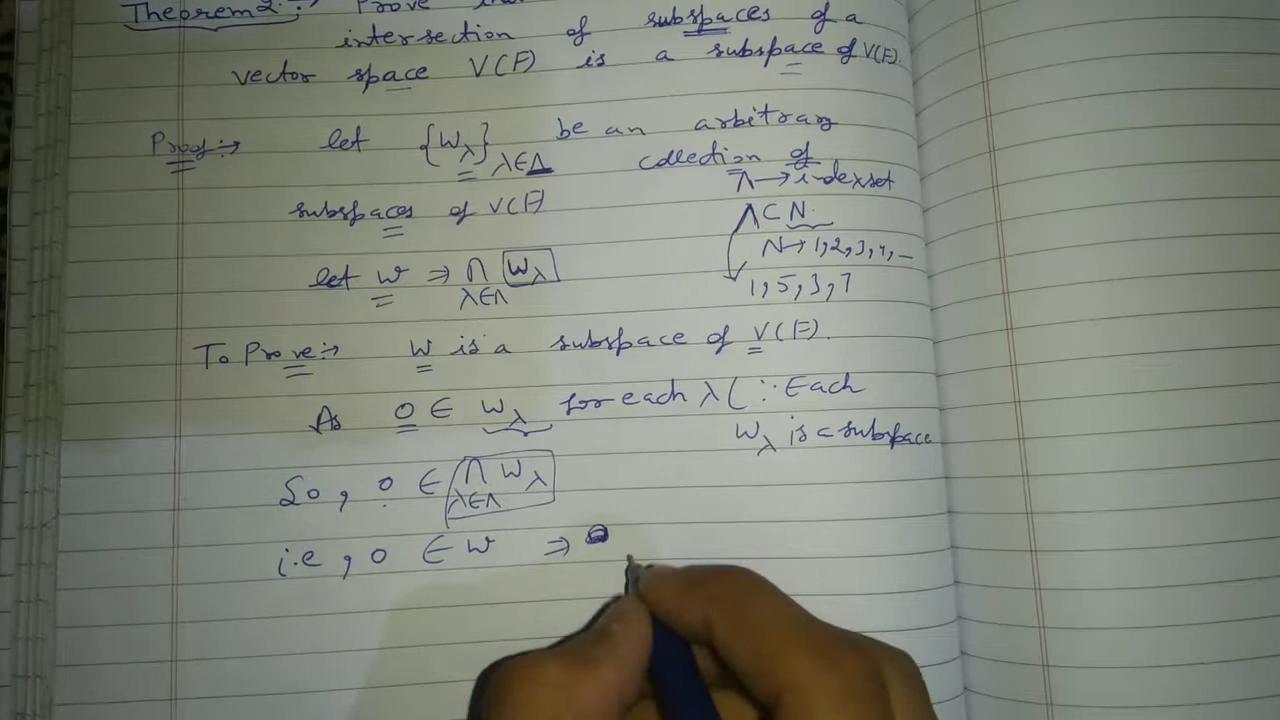 Theorem 2:→ Prove
intersection of subspaces of a
vector space V(F) is a subspace of V(F).
Proof:→ let {Wλ} λ∈Λ be an arbitrary
collection of
λ → indexset
subspaces of V(F)
Λ ⊂ N.
N → 1, 2, 3, 4, —
let W ⇒ ∩ Wλ
λ∈Λ
1, 5, 3, 7
To Prove:→ W is a subspace of V(F).
As 0 ∈ Wλ for each λ ( ∵ Each
Wλ is a subspace
So, 0 ∈ ∩ Wλ
λ∈Λ
i.e, 0 ∈ W ⇒